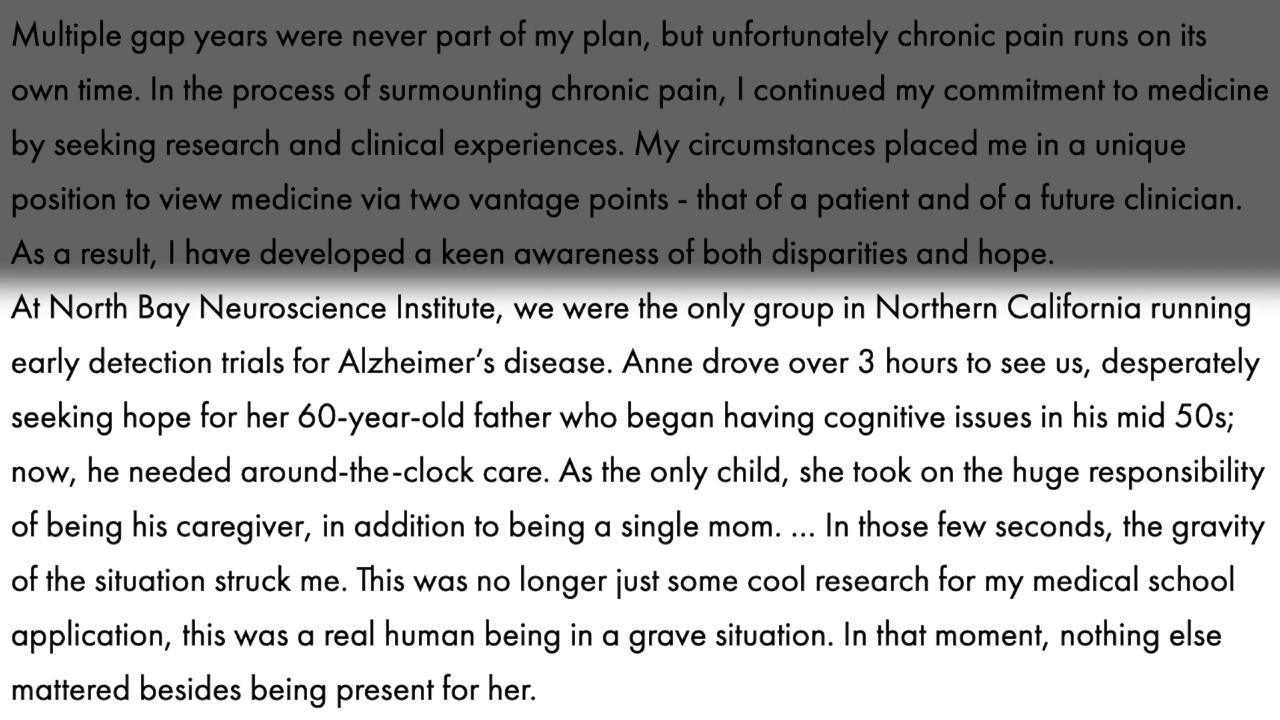 Multiple gap years were never part of my plan, but unfortunately chronic pain runs on its
own time. In the process of surmounting chronic pain, I continued my commitment to medicine
by seeking research and clinical experiences. My circumstances placed me in a unique
position to view medicine via two vantage points - that of a patient and of a future clinician.
As a result, I have developed a keen awareness of both disparities and hope.
At North Bay Neuroscience Institute, we were the only group in Northern California running
early detection trials for Alzheimer’s disease. Anne drove over 3 hours to see us, desperately
seeking hope for her 60-year-old father who began having cognitive issues in his mid 50s;
now, he needed around-the-clock care. As the only child, she took on the huge responsibility
of being his caregiver, in addition to being a single mom. ... In those few seconds, the gravity
of the situation struck me. This was no longer just some cool research for my medical school
application, this was a real human being in a grave situation. In that moment, nothing else
mattered besides being present for her.